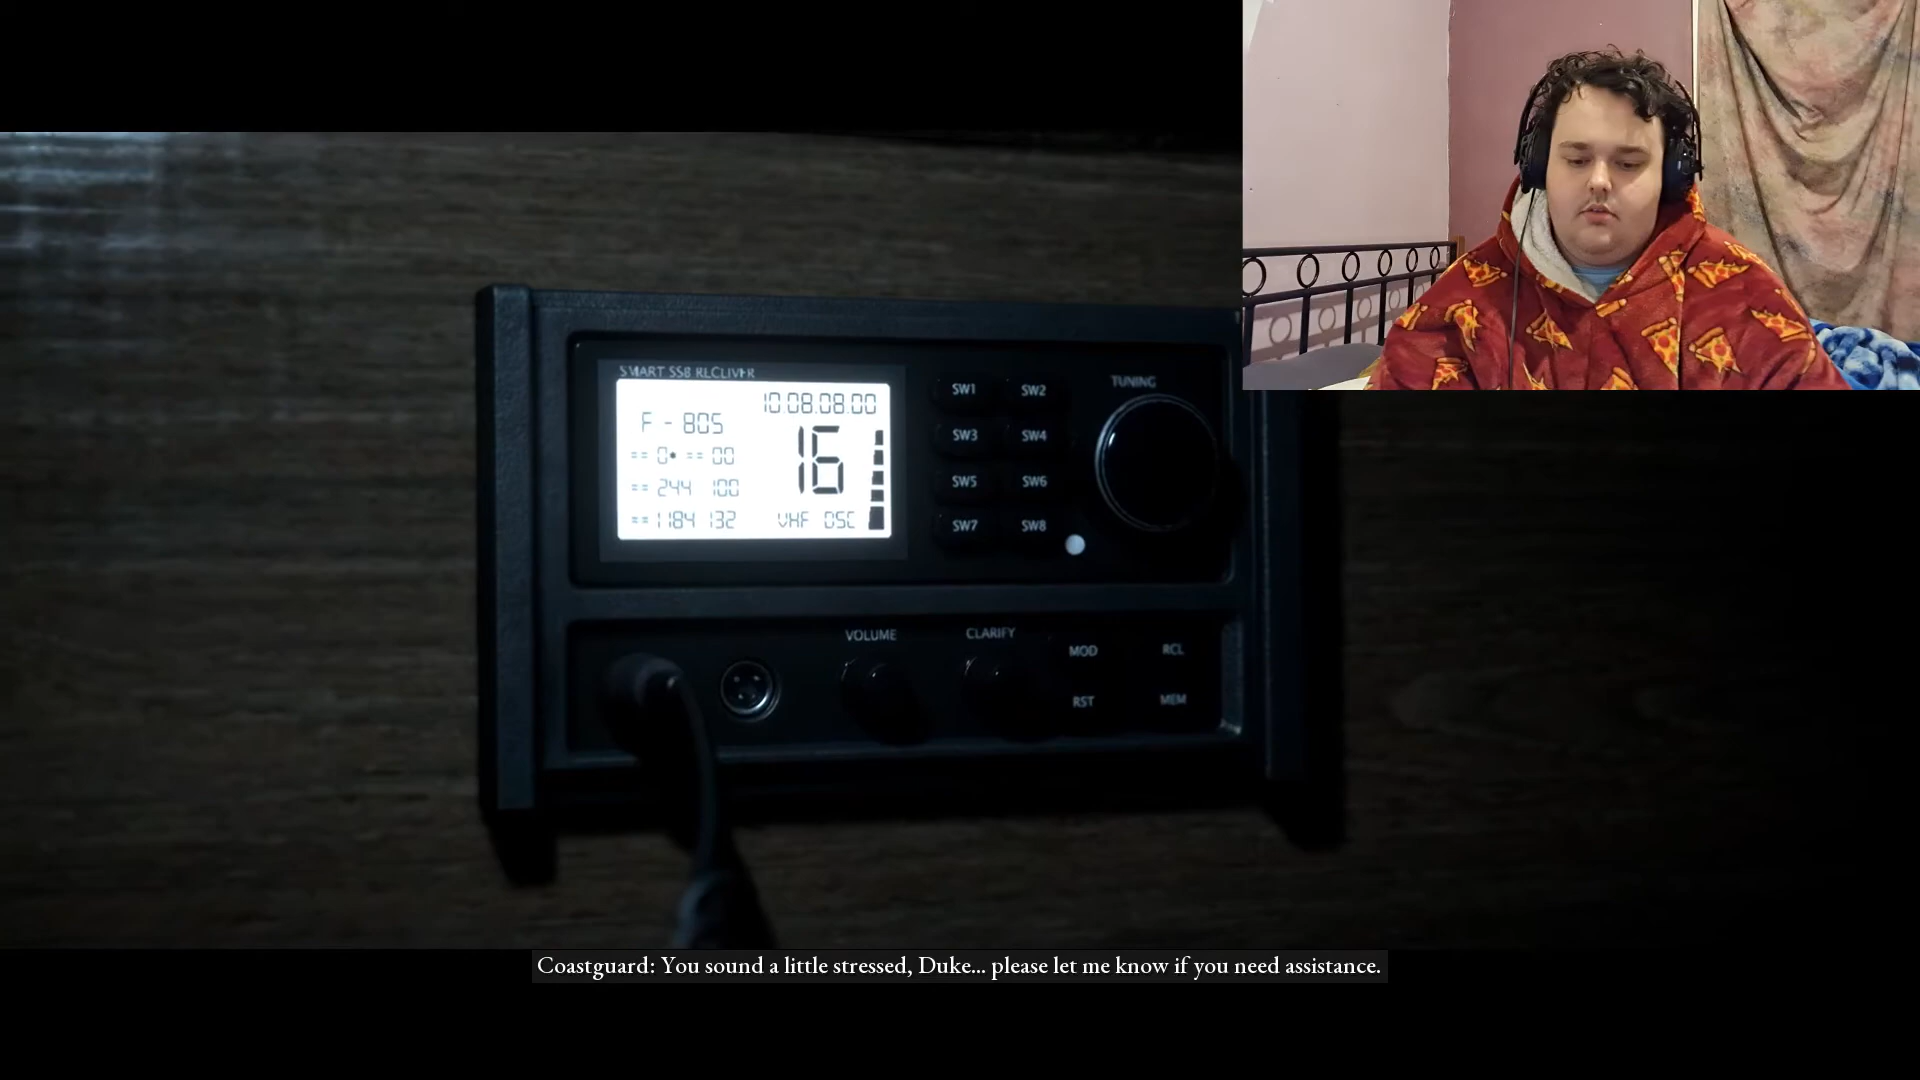 SMART SSB RECEIVER
10:08:08:00
F - 805
16
== 0• == 00
== 244 100
== 1184 132
VHF DSC
SW1 SW2
SW3 SW4
SW5 SW6
SW7 SW8
TUNING
VOLUME CLARIFY
MOD RCL
RST MEM
Coastguard: You sound a little stressed, Duke... please let me know if you need assistance.